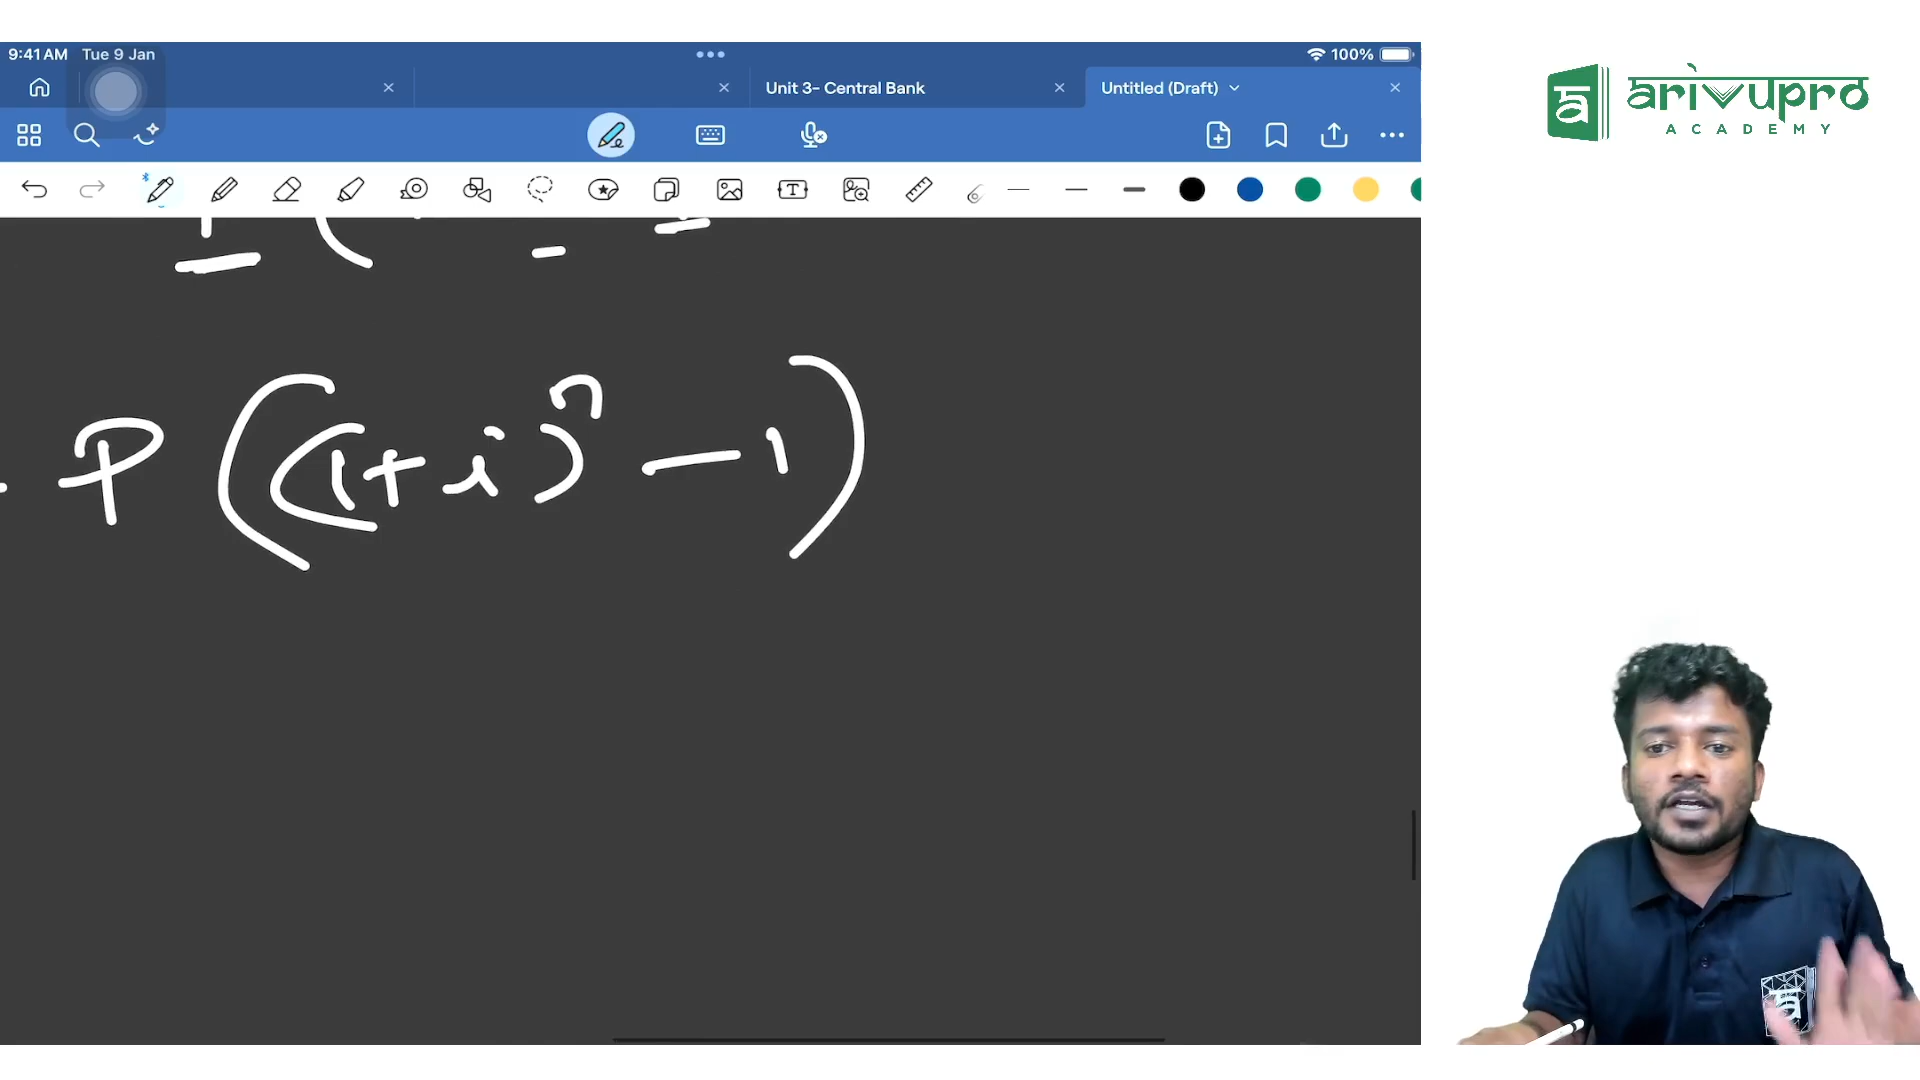 9:41 AM Tue 9 Jan 100%
Unit 3- Central Bank Untitled (Draft)
arivupro
ACADEMY
P((1+i)^n - 1)